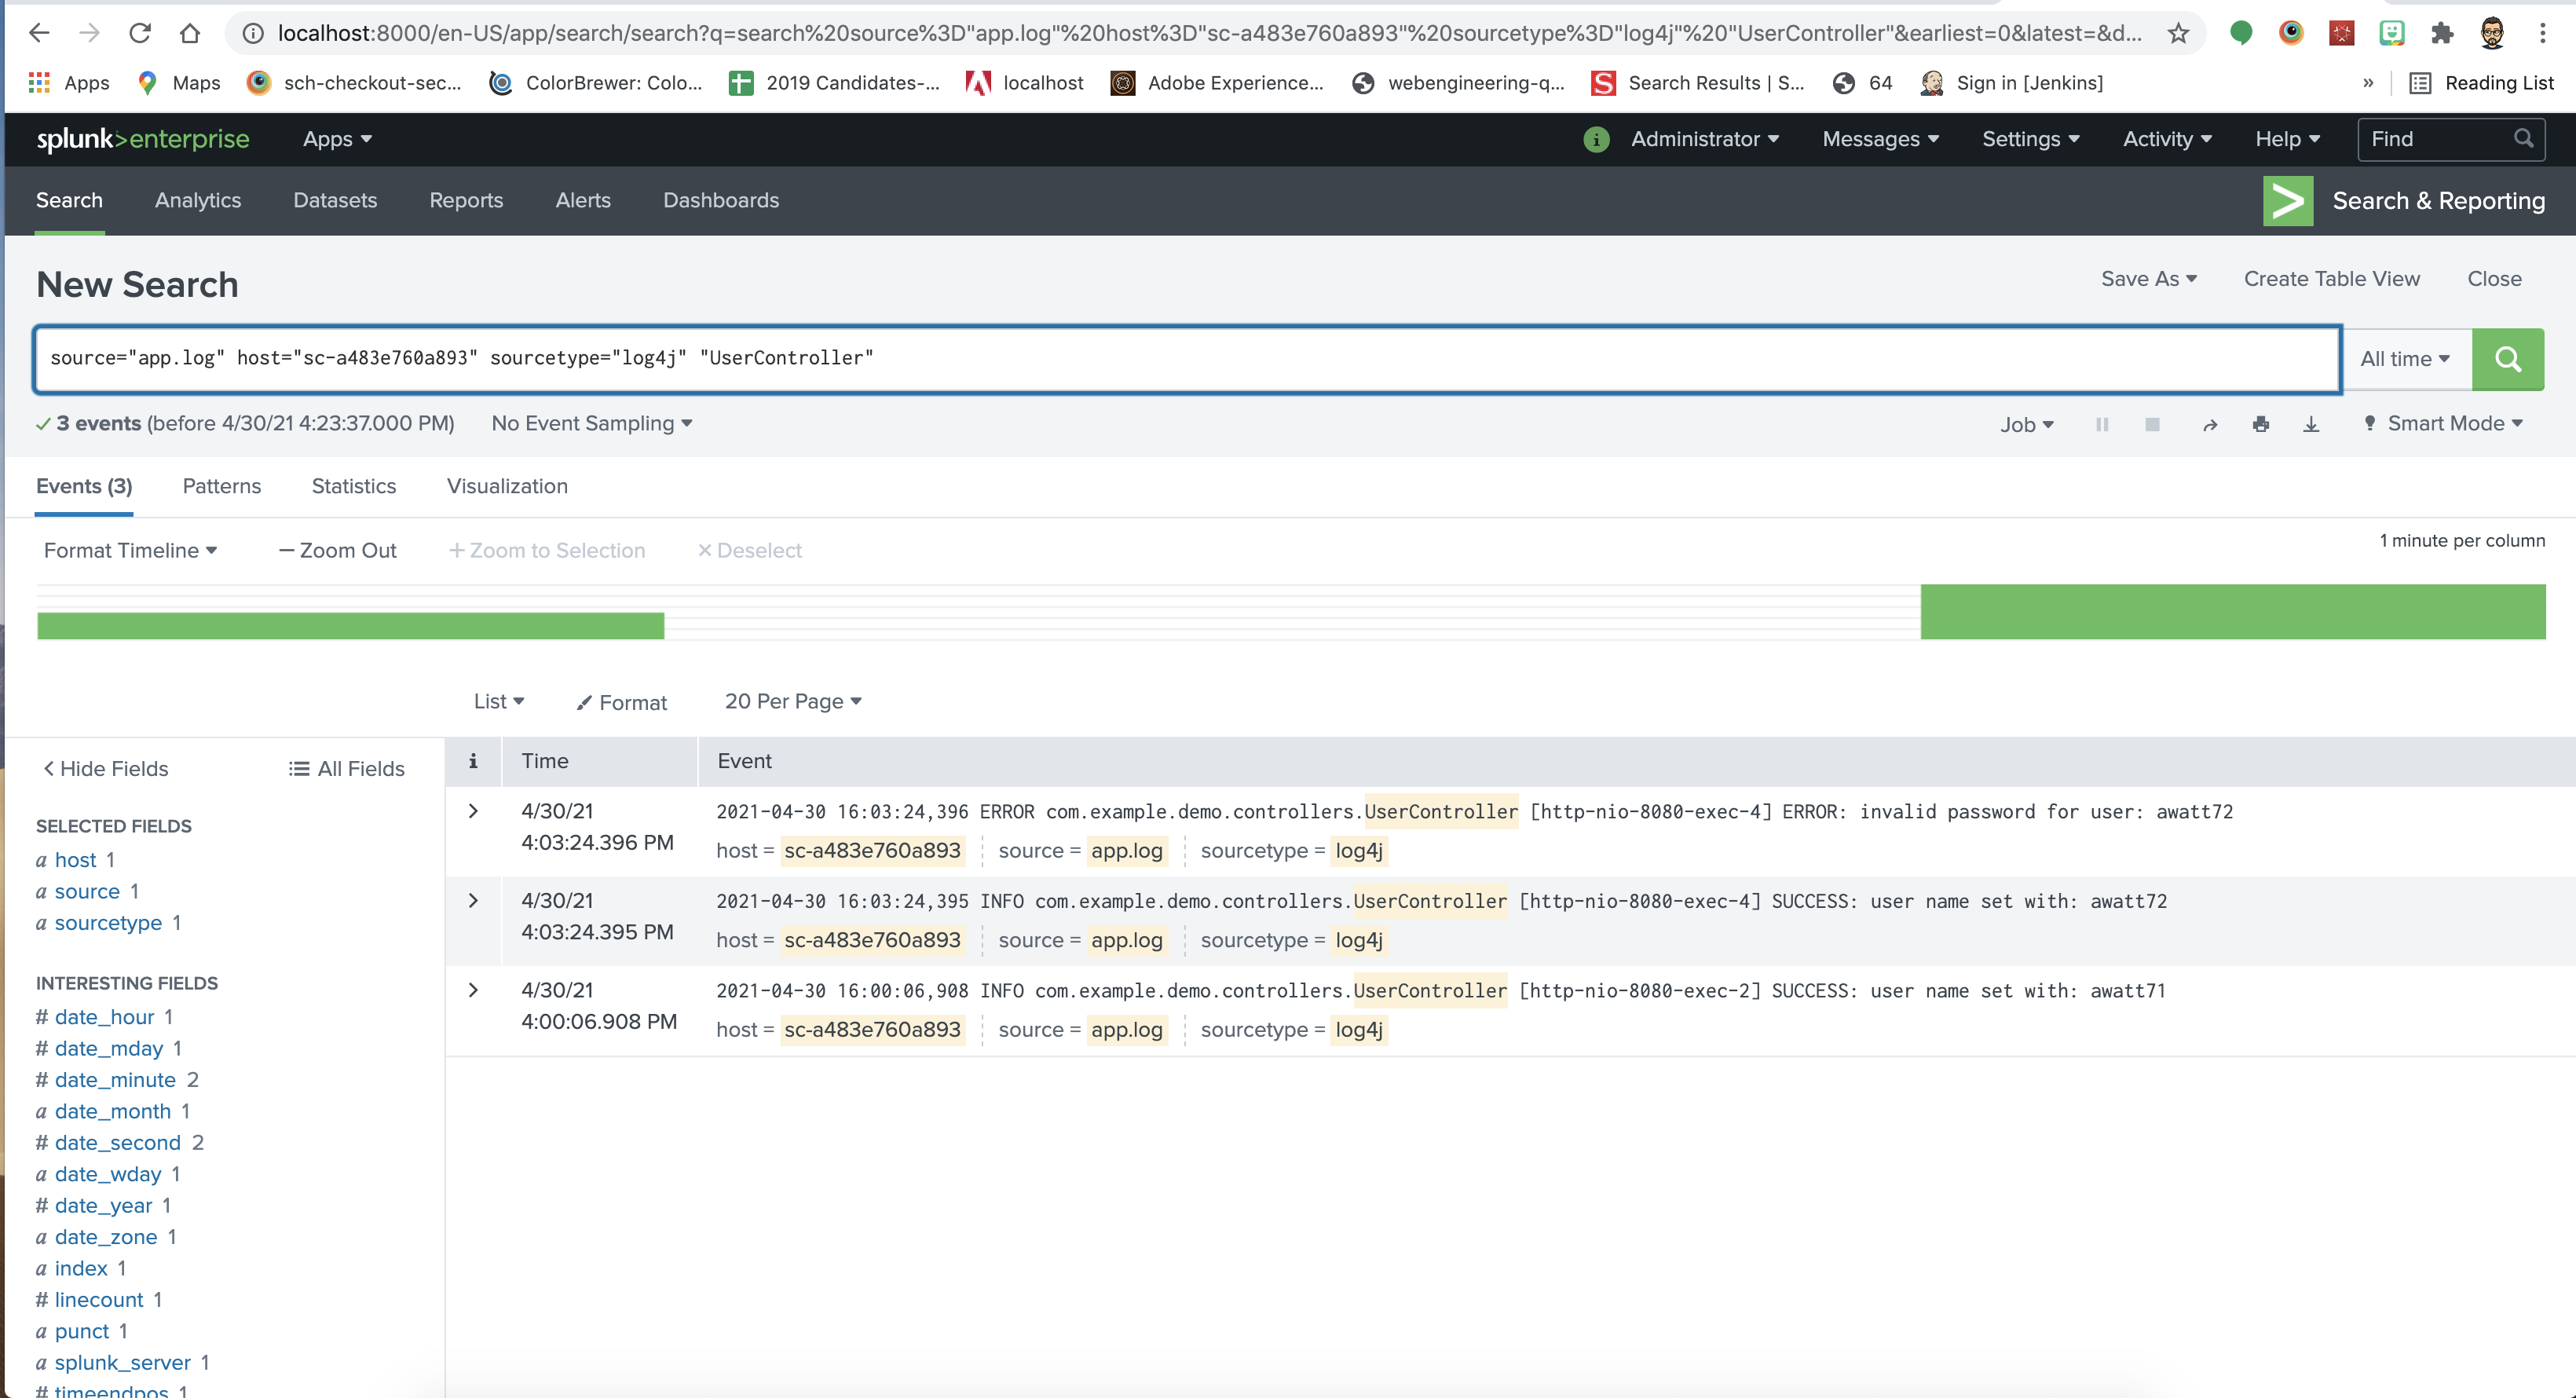 localhost:8000/en-US/app/search/search?q=search%20source%3D"app.log"%20host%3D"sc-a483e760a893"%20sourcetype%3D"log4j"%20"UserController"&earliest=0&latest=&d...
Apps Maps sch-checkout-sec... ColorBrewer: Colo... 2019 Candidates-... localhost Adobe Experience... webengineering-q... Search Results | S... 64 Sign in [Jenkins] » Reading List
splunk>enterprise Apps i Administrator Messages Settings Activity Help Find
Search Analytics Datasets Reports Alerts Dashboards Search & Reporting
New Search Save As Create Table View Close
source="app.log" host="sc-a483e760a893" sourcetype="log4j" "UserController" All time
3 events (before 4/30/21 4:23:37.000 PM) No Event Sampling Job Smart Mode
Events (3) Patterns Statistics Visualization
Format Timeline — Zoom Out + Zoom to Selection × Deselect 1 minute per column
List Format 20 Per Page
< Hide Fields All Fields
SELECTED FIELDS
a host 1
a source 1
a sourcetype 1
INTERESTING FIELDS
# date_hour 1
# date_mday 1
# date_minute 2
a date_month 1
# date_second 2
a date_wday 1
# date_year 1
a date_zone 1
a index 1
# linecount 1
a punct 1
a splunk_server 1
# timeendpos 1
i Time Event
4/30/21 2021-04-30 16:03:24,396 ERROR com.example.demo.controllers.UserController [http-nio-8080-exec-4] ERROR: invalid password for user: awatt72
4:03:24.396 PM host = sc-a483e760a893 source = app.log sourcetype = log4j
4/30/21 2021-04-30 16:03:24,395 INFO com.example.demo.controllers.UserController [http-nio-8080-exec-4] SUCCESS: user name set with: awatt72
4:03:24.395 PM host = sc-a483e760a893 source = app.log sourcetype = log4j
4/30/21 2021-04-30 16:00:06,908 INFO com.example.demo.controllers.UserController [http-nio-8080-exec-2] SUCCESS: user name set with: awatt71
4:00:06.908 PM host = sc-a483e760a893 source = app.log sourcetype = log4j